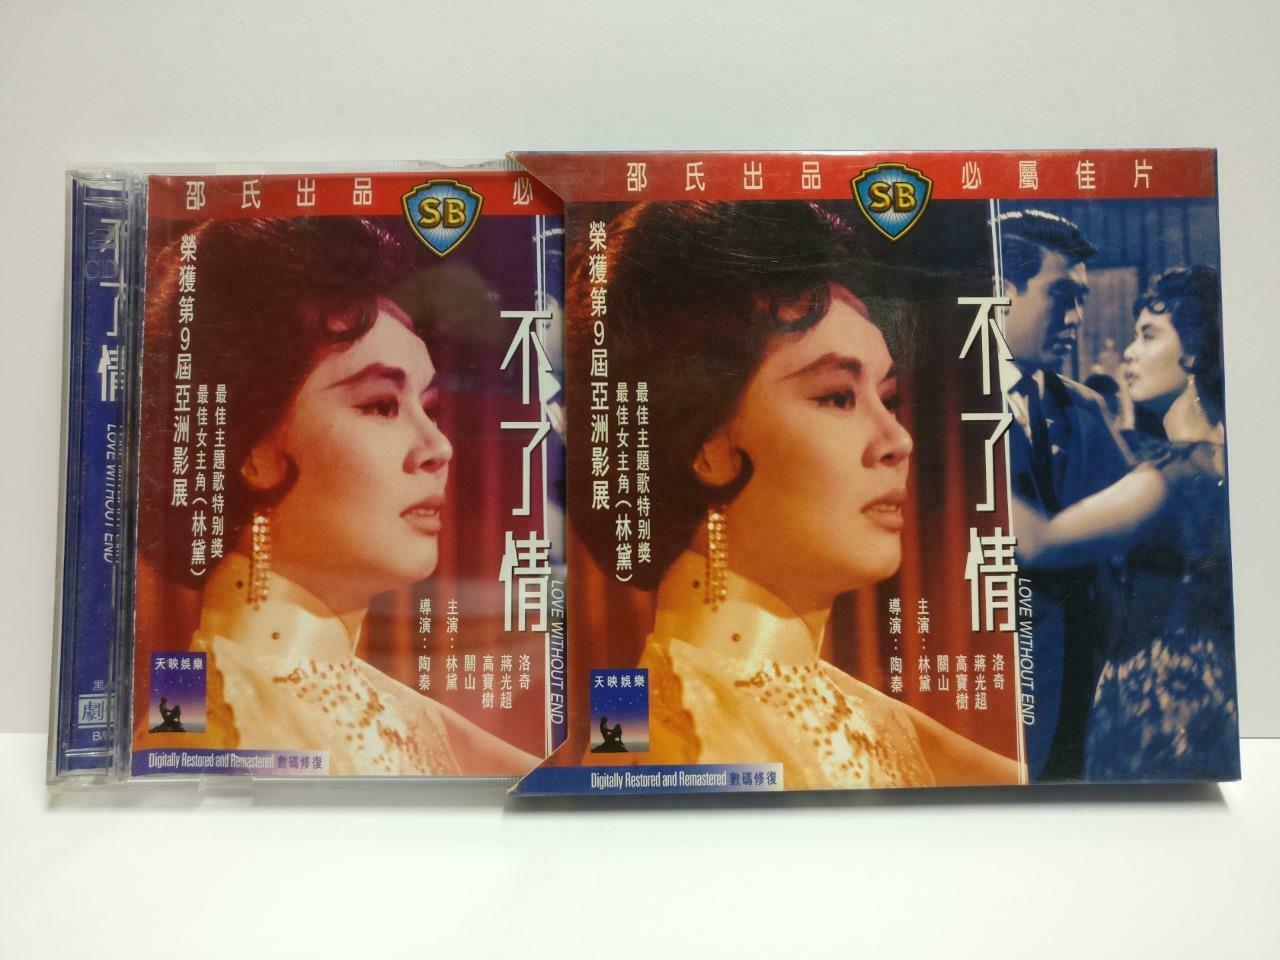 不了情
LOVE WITHOUT END
劇
邵氏出品
SB
必
榮獲第9屆亞洲影展
最佳主題歌特別獎
最佳女主角(林黛)
不了情
LOVE WITHOUT END
主演：林黛
關山
高寶樹
蔣光超
洛奇
導演：陶秦
天映娛樂
Digitally Restored and Remastered 數碼修復
邵氏出品
SB
必屬佳片
榮獲第9屆亞洲影展
最佳主題歌特別獎
最佳女主角(林黛)
不了情
LOVE WITHOUT END
主演：林黛
關山
高寶樹
蔣光超
洛奇
導演：陶秦
天映娛樂
Digitally Restored and Remastered 數碼修復